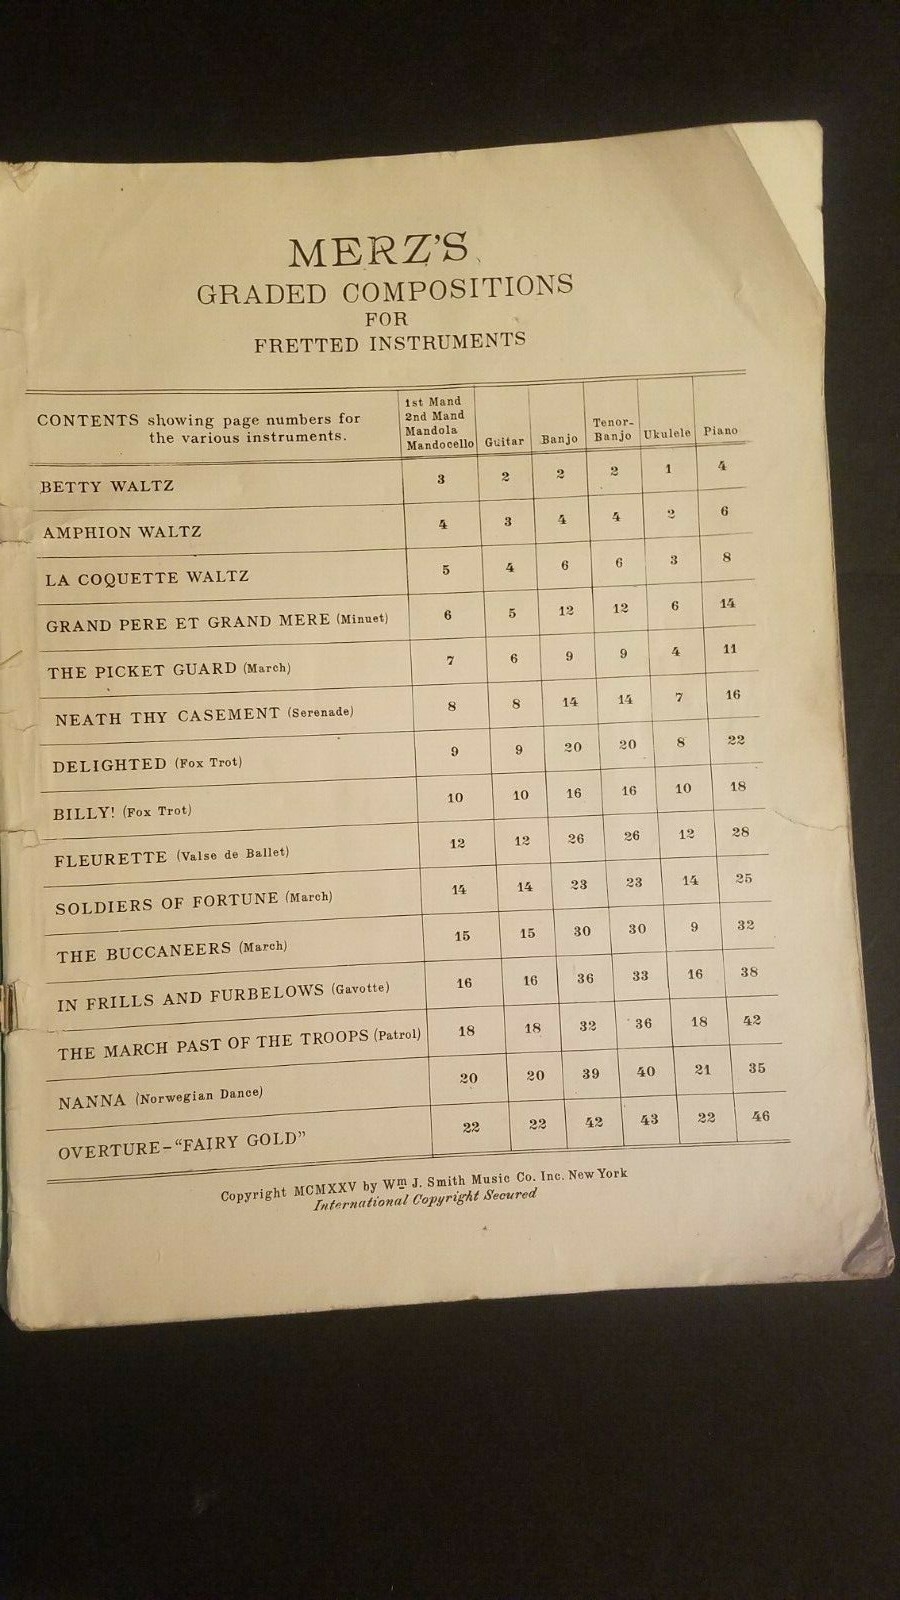 MERZ'S
GRADED COMPOSITIONS
FOR
FRETTED INSTRUMENTS
CONTENTS showing page numbers for the various instruments.
1st Mand
2nd Mand
Mandola
Mandocello
Guitar
Banjo
Tenor-
Banjo
Ukulele
Piano
BETTY WALTZ 3 2 2 2 1 4
AMPHION WALTZ 4 3 4 4 2 6
LA COQUETTE WALTZ 5 4 6 6 3 8
GRAND PERE ET GRAND MERE (Minuet) 6 5 12 12 6 14
THE PICKET GUARD (March) 7 6 9 9 4 11
NEATH THY CASEMENT (Serenade) 8 8 14 14 7 16
DELIGHTED (Fox Trot) 9 9 20 20 8 22
BILLY! (Fox Trot) 10 10 16 16 10 18
FLEURETTE (Valse de Ballet) 12 12 26 26 12 28
SOLDIERS OF FORTUNE (March) 14 14 23 23 14 25
THE BUCCANEERS (March) 15 15 30 30 9 32
IN FRILLS AND FURBELOWS (Gavotte) 16 16 36 33 16 38
THE MARCH PAST OF THE TROOPS (Patrol) 18 18 32 36 18 42
NANNA (Norwegian Dance) 20 20 39 40 21 35
OVERTURE-"FAIRY GOLD" 22 22 42 43 22 46
Copyright MCMXXV by Wm J. Smith Music Co. Inc. New York
International Copyright Secured